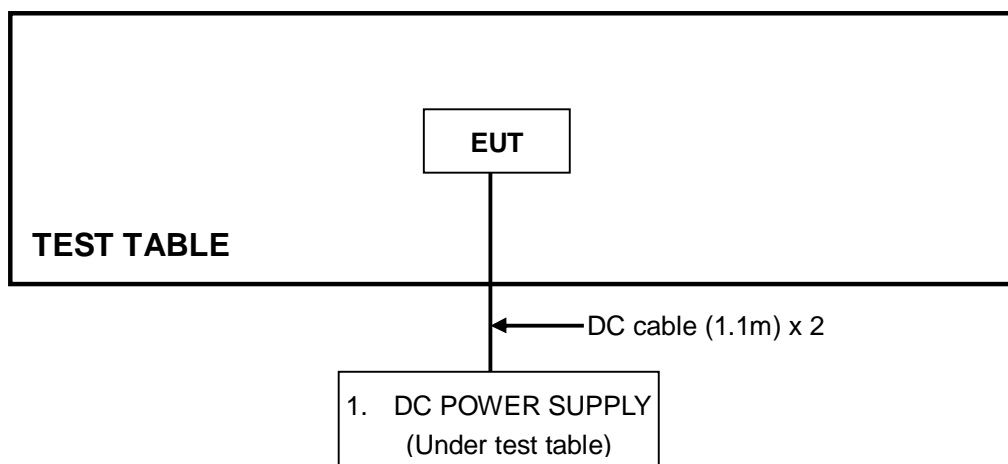 EUT
TEST TABLE
DC cable (1.1m) x 2
1. DC POWER SUPPLY
(Under test table)